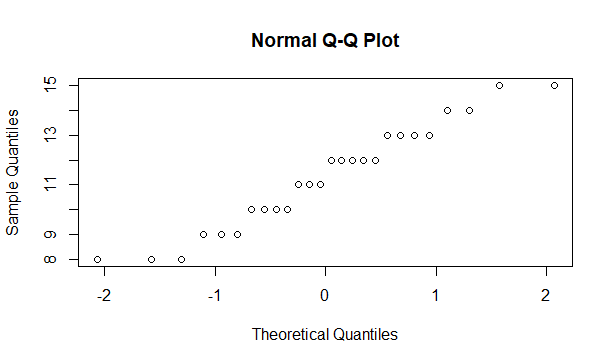 Normal Q-Q Plot
Sample Quantiles
15
13
11
9
8
-2 -1 0 1 2
Theoretical Quantiles